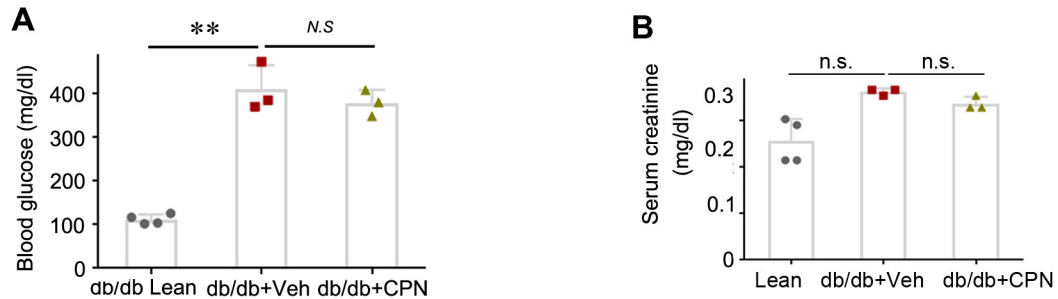 A
**
N.S
Blood glucose (mg/dl)
400
300
200
100
0
db/db Lean
db/db+Veh
db/db+CPN
B
n.s.
n.s.
Serum creatinine
(mg/dl)
0.3
0.2
0.1
0
Lean
db/db+Veh
db/db+CPN